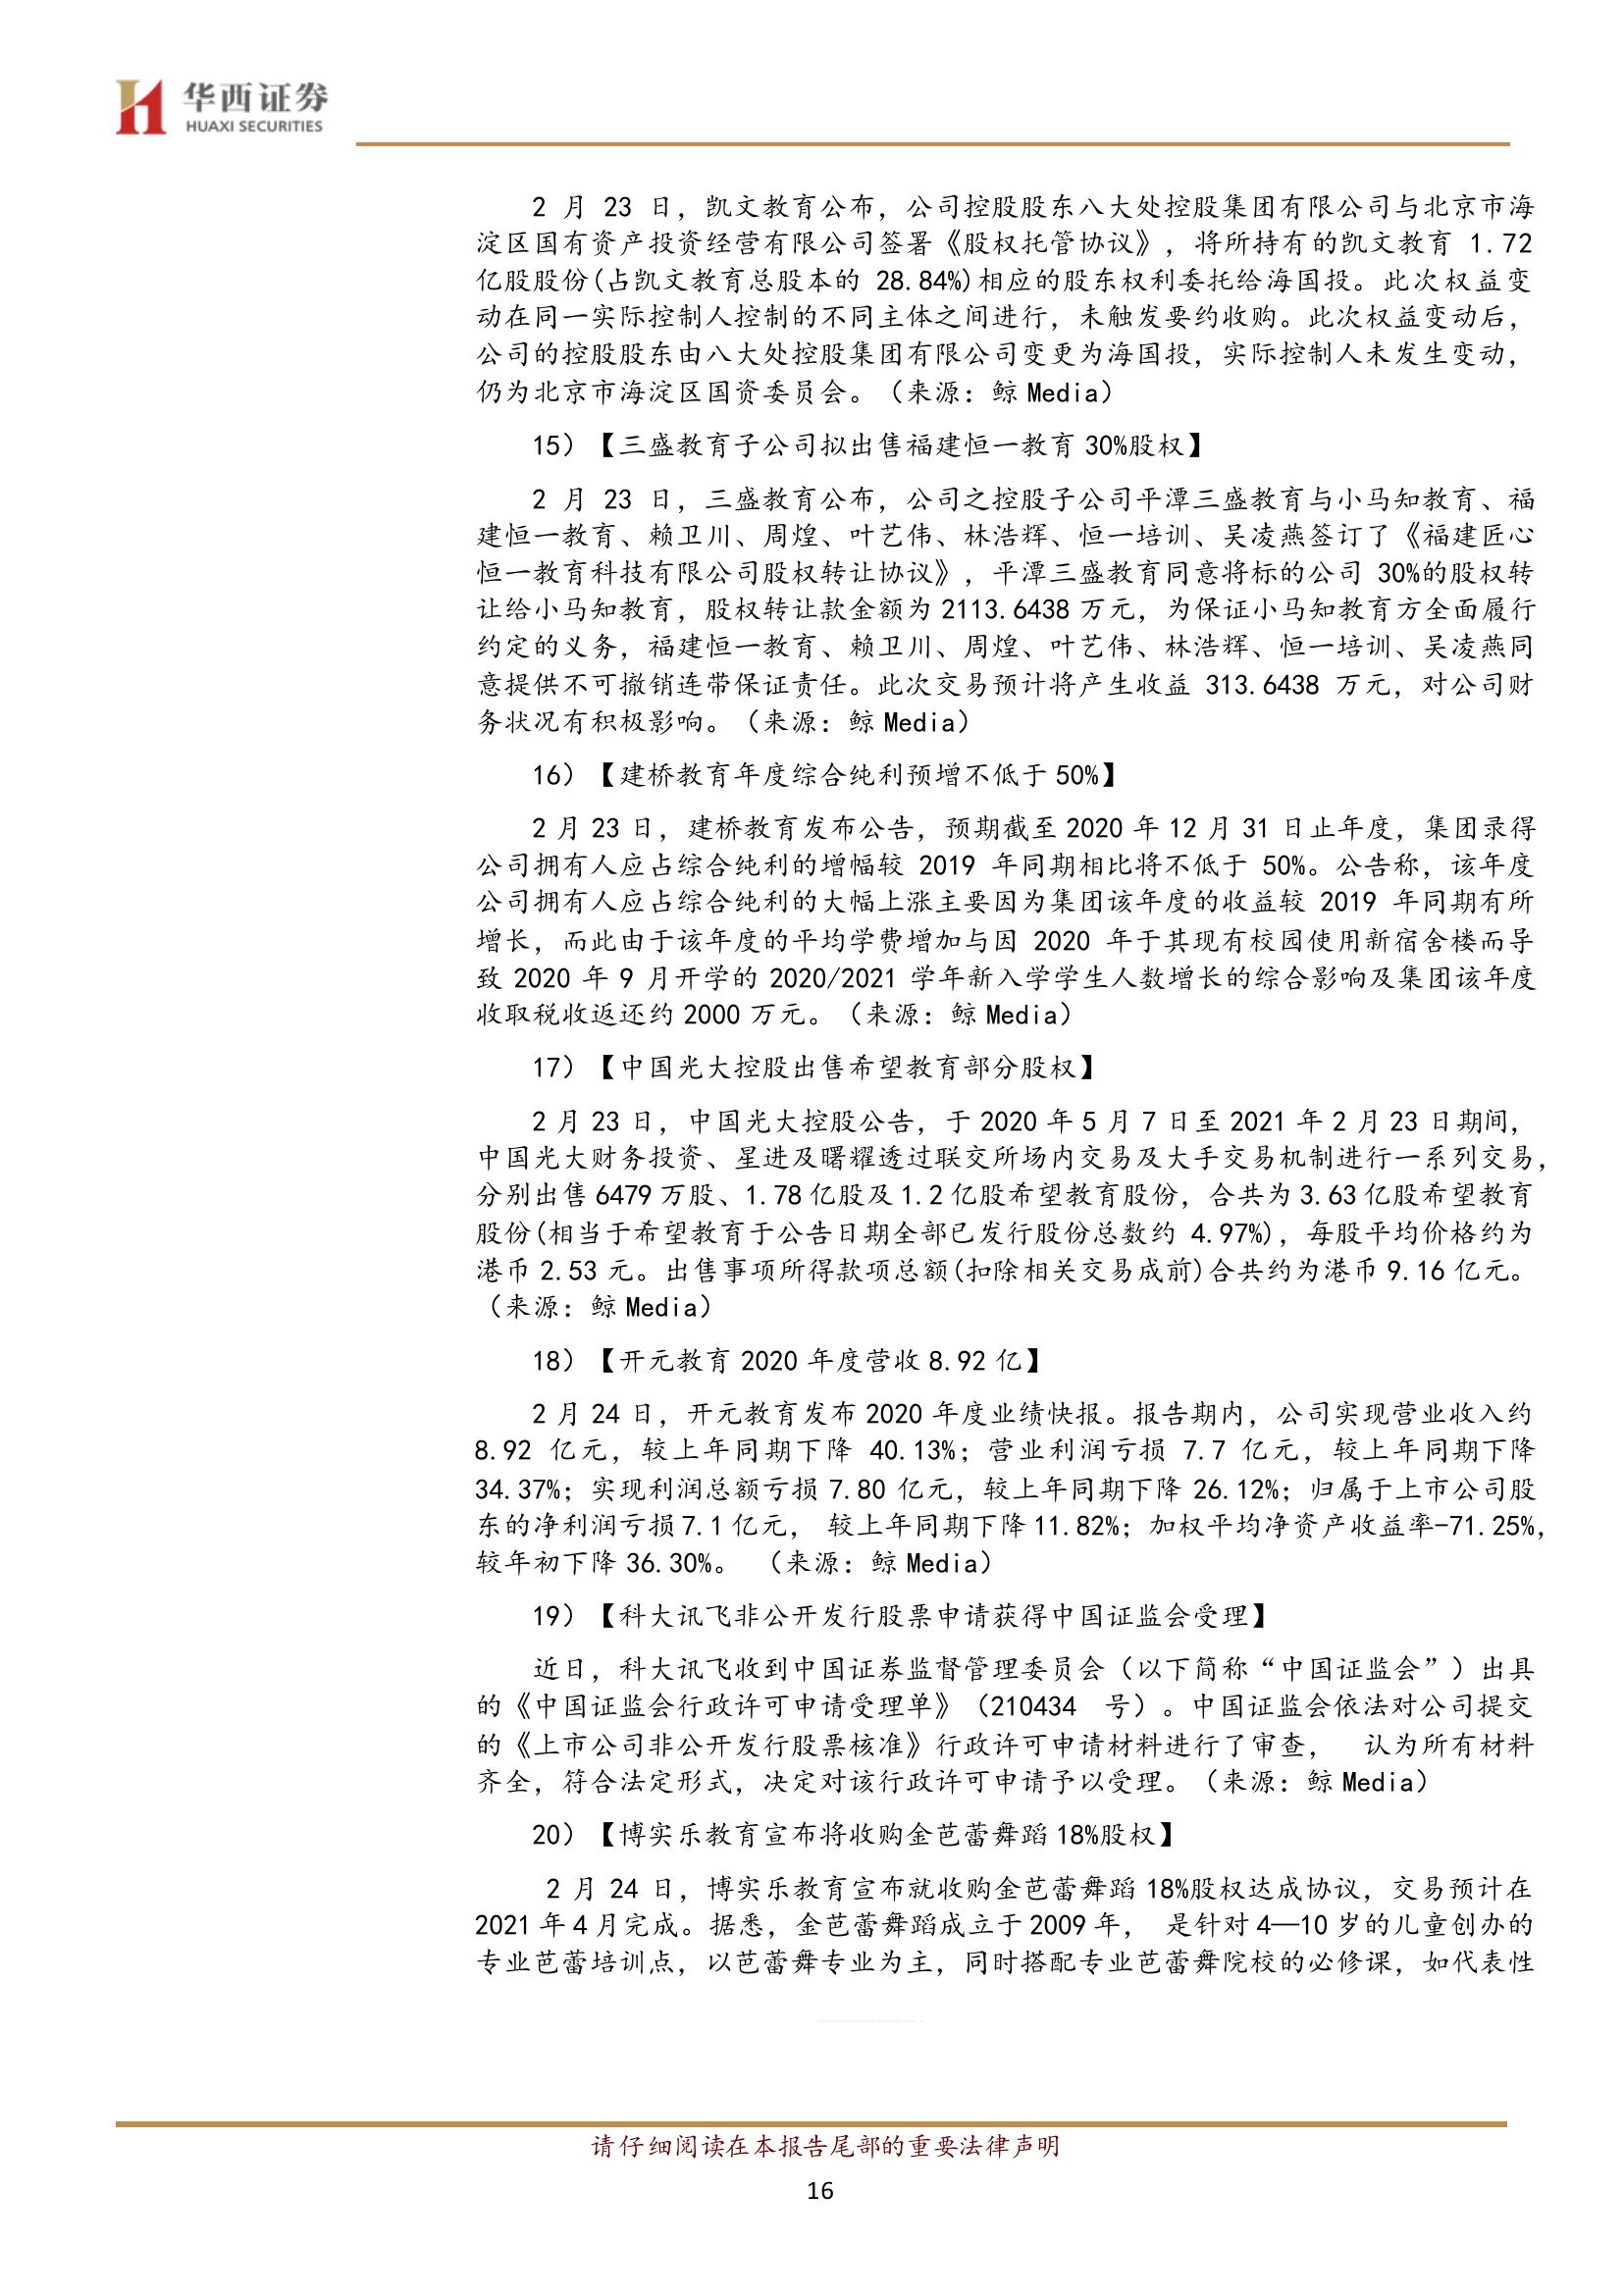 华西证券
HUAXI SECURITIES
2 月 23 日，凯文教育公布，公司控股股东八大处控股集团有限公司与北京市海
淀区国有资产投资经营有限公司签署《股权托管协议》，将所持有的凯文教育 1.72
亿股股份(占凯文教育总股本的 28.84%)相应的股东权利委托给海国投。此次权益变
动在同一实际控制人控制的不同主体之间进行，未触发要约收购。此次权益变动后，
公司的控股股东由八大处控股集团有限公司变更为海国投，实际控制人未发生变动，
仍为北京市海淀区国资委员会。（来源：鲸 Media）
15）【三盛教育子公司拟出售福建恒一教育 30%股权】
2 月 23 日，三盛教育公布，公司之控股子公司平潭三盛教育与小马知教育、福
建恒一教育、赖卫川、周煌、叶艺伟、林浩辉、恒一培训、吴凌燕签订了《福建匠心
恒一教育科技有限公司股权转让协议》，平潭三盛教育同意将标的公司 30%的股权转
让给小马知教育，股权转让款金额为 2113.6438 万元，为保证小马知教育方全面履行
约定的义务，福建恒一教育、赖卫川、周煌、叶艺伟、林浩辉、恒一培训、吴凌燕同
意提供不可撤销连带保证责任。此次交易预计将产生收益 313.6438 万元，对公司财
务状况有积极影响。（来源：鲸 Media）
16）【建桥教育年度综合纯利预增不低于 50%】
2 月 23 日，建桥教育发布公告，预期截至 2020 年 12 月 31 日止年度，集团录得
公司拥有人应占综合纯利的增幅较 2019 年同期相比将不低于 50%。公告称，该年度
公司拥有人应占综合纯利的大幅上涨主要因为集团该年度的收益较 2019 年同期有所
增长，而此由于该年度的平均学费增加与因 2020 年于其现有校园使用新宿舍楼而导
致 2020 年 9 月开学的 2020/2021 学年新入学学生人数增长的综合影响及集团该年度
收取税收返还约 2000 万元。（来源：鲸 Media）
17）【中国光大控股出售希望教育部分股权】
2 月 23 日，中国光大控股公告，于 2020 年 5 月 7 日至 2021 年 2 月 23 日期间，
中国光大财务投资、星进及曙耀透过联交所场内交易及大手交易机制进行一系列交易，
分别出售 6479 万股、1.78 亿股及 1.2 亿股希望教育股份，合共为 3.63 亿股希望教育
股份(相当于希望教育于公告日期全部已发行股份总数约 4.97%)，每股平均价格约为
港币 2.53 元。出售事项所得款项总额(扣除相关交易成前)合共约为港币 9.16 亿元。
（来源：鲸 Media）
18）【开元教育 2020 年度营收 8.92 亿】
2 月 24 日，开元教育发布 2020 年度业绩快报。报告期内，公司实现营业收入约
8.92 亿元，较上年同期下降 40.13%；营业利润亏损 7.7 亿元，较上年同期下降
34.37%；实现利润总额亏损 7.80 亿元，较上年同期下降 26.12%；归属于上市公司股
东的净利润亏损 7.1 亿元， 较上年同期下降 11.82%；加权平均净资产收益率-71.25%，
较年初下降 36.30%。 （来源：鲸 Media）
19）【科大讯飞非公开发行股票申请获得中国证监会受理】
近日，科大讯飞收到中国证券监督管理委员会（以下简称“中国证监会”）出具
的《中国证监会行政许可申请受理单》（210434 号）。中国证监会依法对公司提交
的《上市公司非公开发行股票核准》行政许可申请材料进行了审查， 认为所有材料
齐全，符合法定形式，决定对该行政许可申请予以受理。（来源：鲸 Media）
20）【博实乐教育宣布将收购金芭蕾舞蹈 18%股权】
2 月 24 日，博实乐教育宣布就收购金芭蕾舞蹈 18%股权达成协议，交易预计在
2021 年 4 月完成。据悉，金芭蕾舞蹈成立于 2009 年， 是针对 4—10 岁的儿童创办的
专业芭蕾培训点，以芭蕾舞专业为主，同时搭配专业芭蕾舞院校的必修课，如代表性
请仔细阅读在本报告尾部的重要法律声明
16